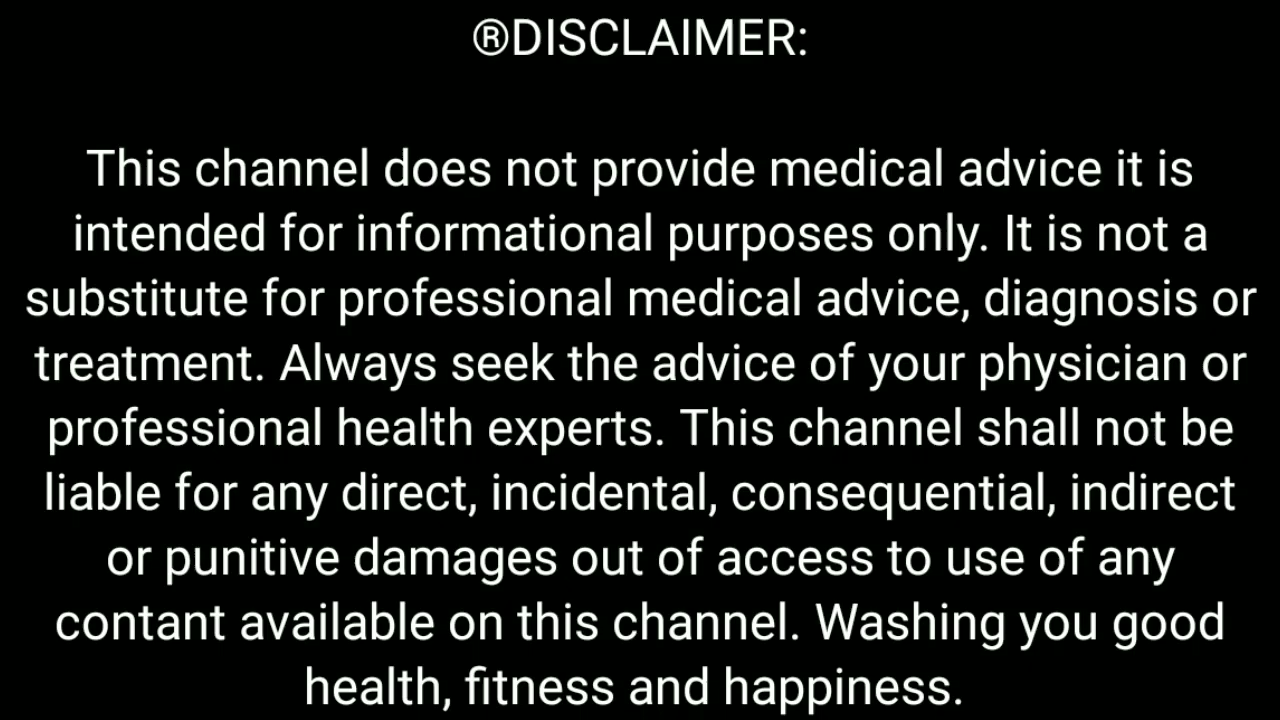 ®DISCLAIMER:
This channel does not provide medical advice it is
intended for informational purposes only. It is not a
substitute for professional medical advice, diagnosis or
treatment. Always seek the advice of your physician or
professional health experts. This channel shall not be
liable for any direct, incidental, consequential, indirect
or punitive damages out of access to use of any
contant available on this channel. Washing you good
health, fitness and happiness.